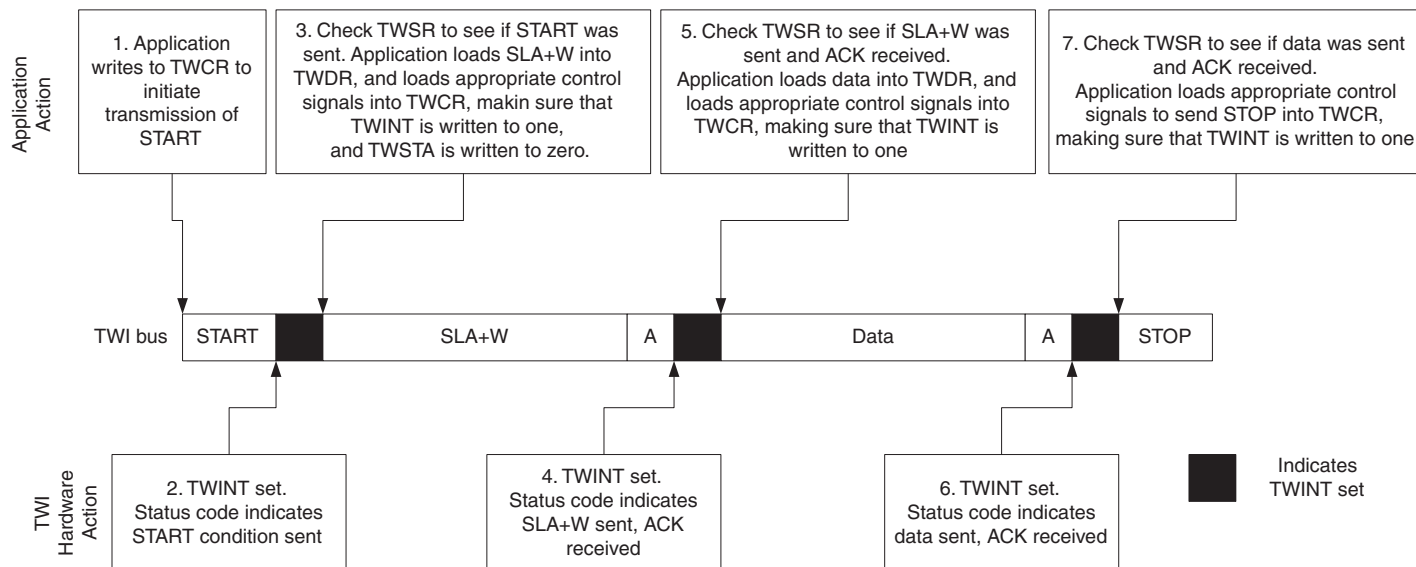 Application
Action
1. Application
writes to TWCR to
initiate
transmission of
START
3. Check TWSR to see if START was
sent. Application loads SLA+W into
TWDR, and loads appropriate control
signals into TWCR, makin sure that
TWINT is written to one,
and TWSTA is written to zero.
5. Check TWSR to see if SLA+W was
sent and ACK received.
Application loads data into TWDR, and
loads appropriate control signals into
TWCR, making sure that TWINT is
written to one
7. Check TWSR to see if data was sent
and ACK received.
Application loads appropriate control
signals to send STOP into TWCR,
making sure that TWINT is written to one
TWI bus
START
SLA+W
A
Data
A
STOP
TWI
Hardware
Action
2. TWINT set.
Status code indicates
START condition sent
4. TWINT set.
Status code indicates
SLA+W sent, ACK
received
6. TWINT set.
Status code indicates
data sent, ACK received
Indicates
TWINT set